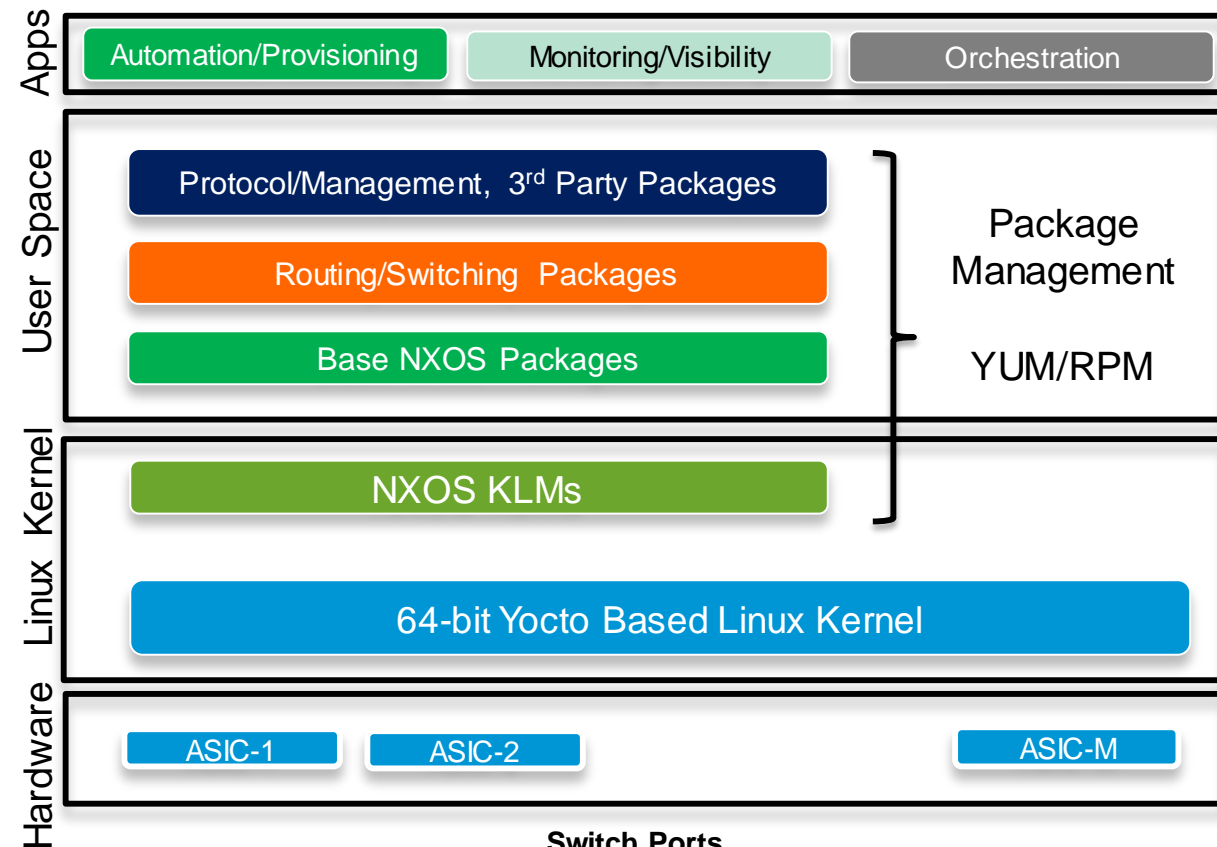 Apps
Automation/Provisioning
Monitoring/Visibility
Orchestration
User Space
Protocol/Management, 3rd Party Packages
Routing/Switching Packages
Base NXOS Packages
Package
Management
YUM/RPM
Linux Kernel
NXOS KLMs
64-bit Yocto Based Linux Kernel
Hardware
ASIC-1
ASIC-2
ASIC-M
Switch Ports